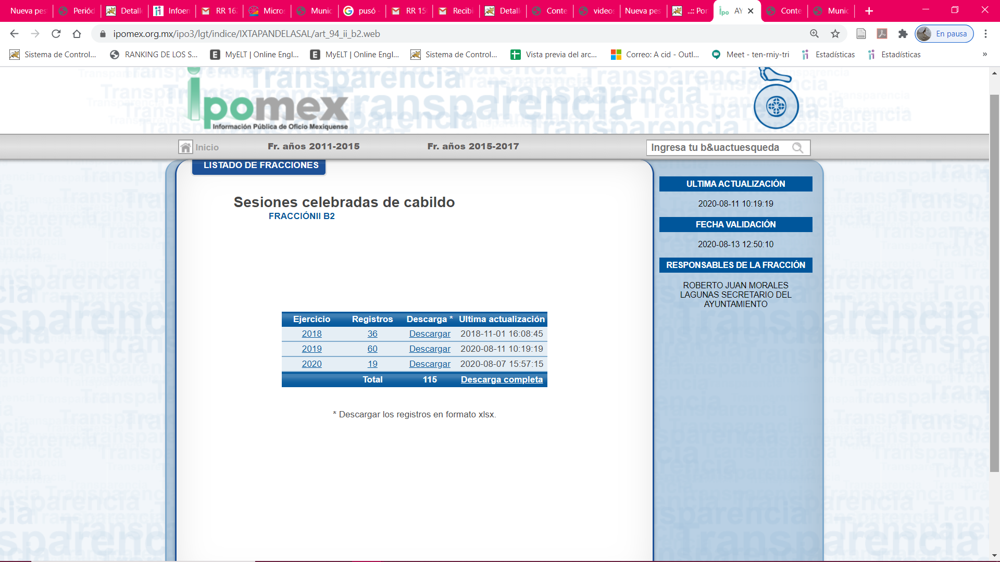 Nueva pes
Periód
Detall
Infoen
RR 162
Micros
Munic
pusó -
RR 15
Recibi
Detall
Conte
videos
Nueva pes
..:: Por
AY
Conte
Munic
ipomex.org.mx/ipo3/lgt/indice/IXTAPANDELASAL/art_94_ii_b2.web
En pausa
Sistema de Control...
RANKING DE LOS S...
MyELT | Online Engl...
MyELT | Online Engl...
Sistema de Control...
Vista previa del arc...
Correo: A cid - Outl...
Meet - ten-rniy-tri
Estadísticas
Estadísticas
»
Transparencia
ipomex
Información Pública de Oficio Mexiquense
Inicio
Fr. años 2011-2015
Fr. años 2015-2017
Ingresa tu b&uactuesqueda
LISTADO DE FRACCIONES
Sesiones celebradas de cabildo
FRACCIÓNII B2
Ejercicio Registros Descarga * Ultima actualización
2018 36 Descargar 2018-11-01 16:08:45
2019 60 Descargar 2020-08-11 10:19:19
2020 19 Descargar 2020-08-07 15:57:15
Total 115 Descarga completa
* Descargar los registros en formato xlsx.
ULTIMA ACTUALIZACIÓN
2020-08-11 10:19:19
FECHA VALIDACIÓN
2020-08-13 12:50:10
RESPONSABLES DE LA FRACCIÓN
ROBERTO JUAN MORALES
LAGUNAS SECRETARIO DEL
AYUNTAMIENTO